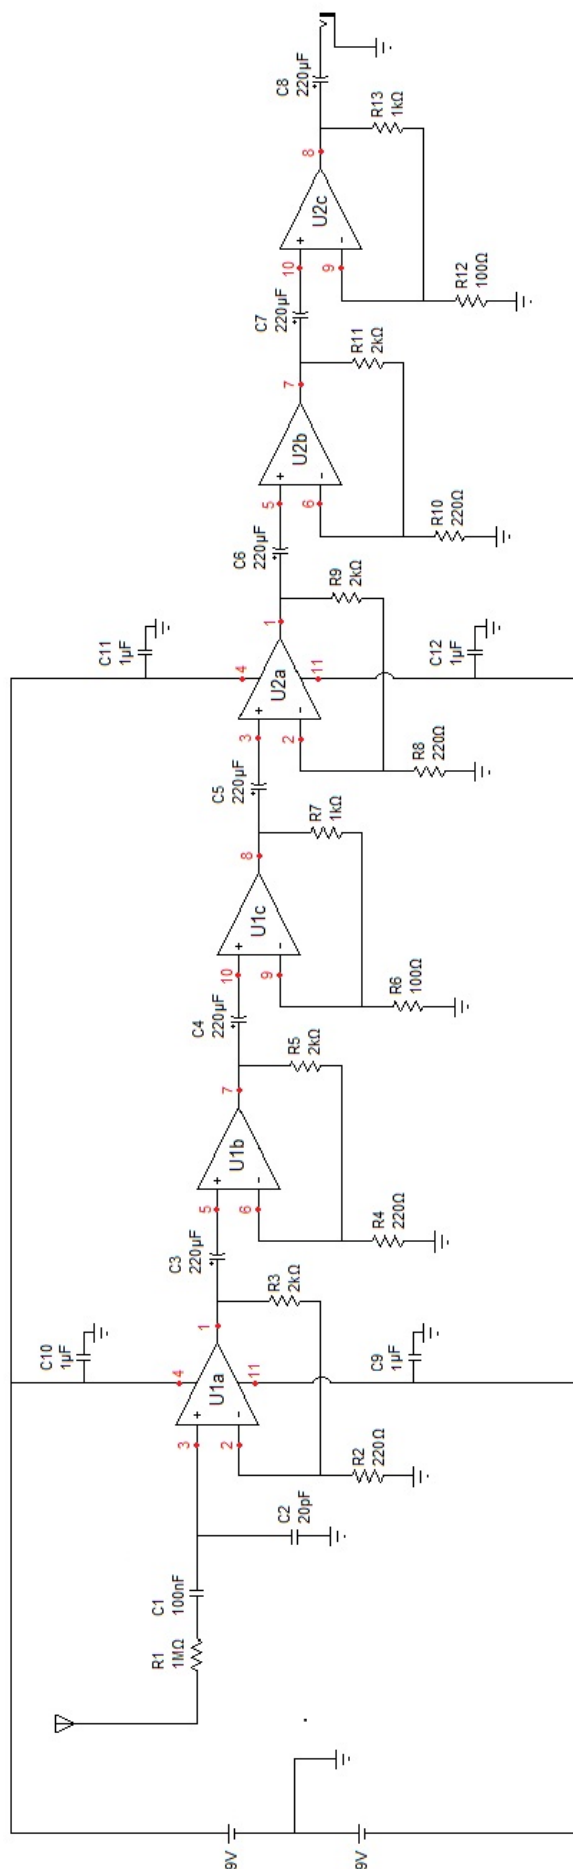 9V
9V
R1
1MΩ
C1
100nF
C2
20pF
3
2
+
-
U1a
4
11
1
R2
220Ω
R3
2kΩ
C10
1µF
C9
1µF
C3
220µF
5
6
+
-
U1b
7
R4
220Ω
R5
2kΩ
C4
220µF
10
9
+
-
U1c
8
R6
100Ω
R7
1kΩ
C5
220µF
3
2
+
-
U2a
4
11
1
R8
220Ω
R9
2kΩ
C11
1µF
C12
1µF
C6
220µF
5
6
+
-
U2b
7
R10
220Ω
R11
2kΩ
C7
220µF
10
9
+
-
U2c
8
R12
100Ω
R13
1kΩ
C8
220µF